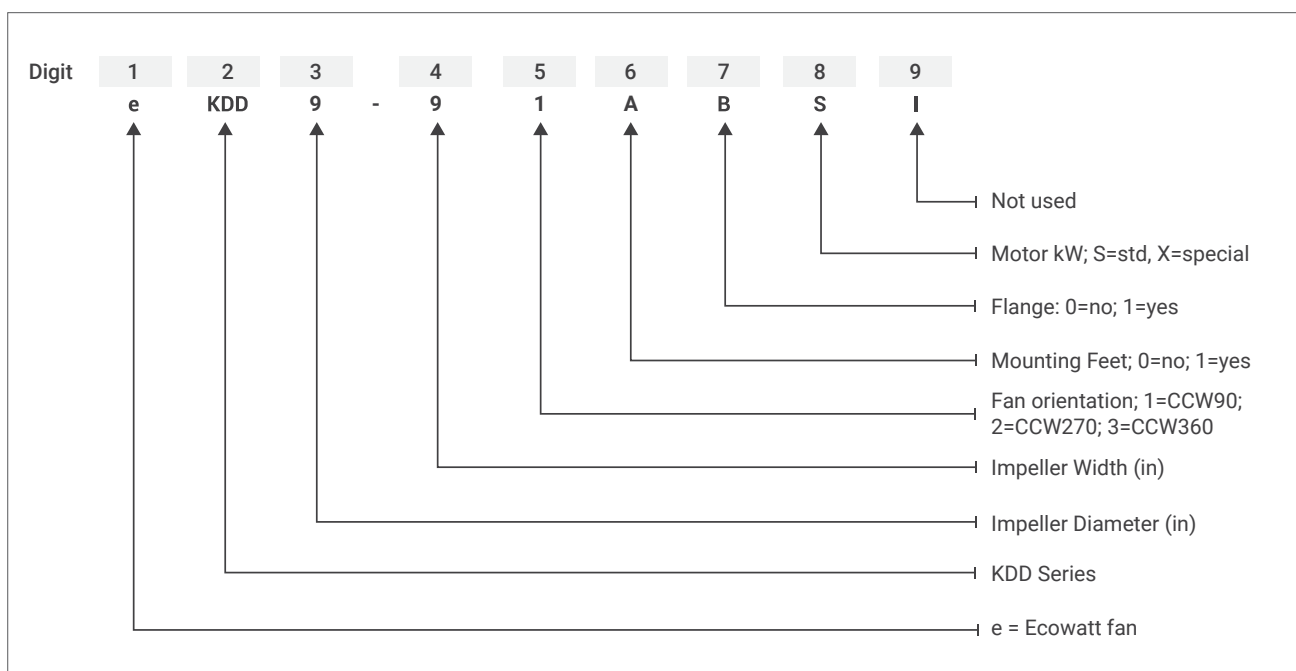 Digit 1 2 3 4 5 6 7 8 9
e KDD 9 - 9 1 A B S I
Not used
Motor kW; S=std, X=special
Flange: 0=no; 1=yes
Mounting Feet; 0=no; 1=yes
Fan orientation; 1=CCW90;
2=CCW270; 3=CCW360
Impeller Width (in)
Impeller Diameter (in)
KDD Series
e = Ecowatt fan